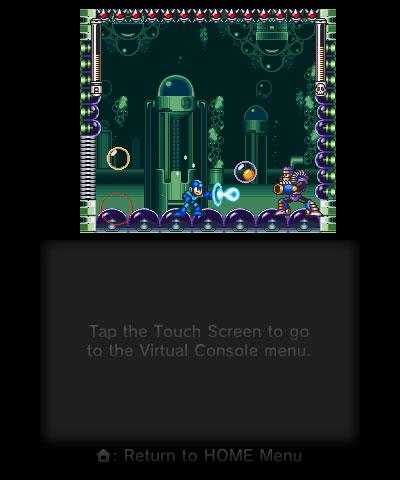 Tap the Touch Screen to go
to the Virtual Console menu.
: Return to HOME Menu